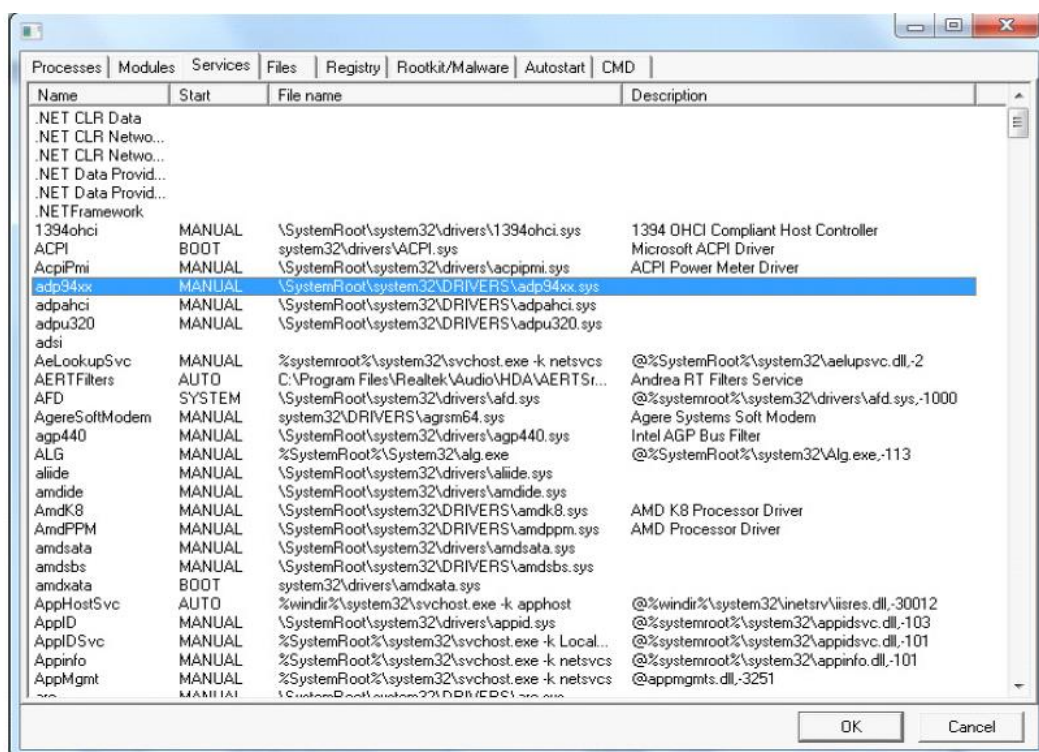 Processes Modules Services Files Registry Rootkit/Malware Autostart CMD
Name Start File name Description
.NET CLR Data
.NET CLR Netwo...
.NET CLR Netwo...
.NET Data Provid...
.NET Data Provid...
.NETFramework
1394ohci MANUAL \SystemRoot\system32\drivers\1394ohci.sys 1394 OHCI Compliant Host Controller
ACPI BOOT system32\drivers\ACPI.sys Microsoft ACPI Driver
AcpiPmi MANUAL \SystemRoot\system32\drivers\acpipmi.sys ACPI Power Meter Driver
adp94xx MANUAL \SystemRoot\system32\DRIVERS\adp94xx.sys
adpahci MANUAL \SystemRoot\system32\DRIVERS\adpahci.sys
adpu320 MANUAL \SystemRoot\system32\DRIVERS\adpu320.sys
adsi
AeLookupSvc MANUAL %systemroot%\system32\svchost.exe -k netsvcs @%SystemRoot%\system32\aelupsvc.dll,-2
AERTFilters AUTO C:\Program Files\Realtek\Audio\HDA\AERTSr... Andrea RT Filters Service
AFD SYSTEM \SystemRoot\system32\drivers\afd.sys @%systemroot%\system32\drivers\afd.sys,-1000
AgereSoftModem MANUAL system32\DRIVERS\agrsm64.sys Agere Systems Soft Modem
agp440 MANUAL \SystemRoot\system32\drivers\agp440.sys Intel AGP Bus Filter
ALG MANUAL %SystemRoot%\System32\alg.exe @%SystemRoot%\system32\Alg.exe,-113
aliide MANUAL \SystemRoot\system32\drivers\aliide.sys
amdide MANUAL \SystemRoot\system32\drivers\amdide.sys
AmdK8 MANUAL \SystemRoot\system32\DRIVERS\amdk8.sys AMD K8 Processor Driver
AmdPPM MANUAL \SystemRoot\system32\DRIVERS\amdppm.sys AMD Processor Driver
amdsata MANUAL \SystemRoot\system32\drivers\amdsata.sys
amdsbs MANUAL \SystemRoot\system32\DRIVERS\amdsbs.sys
amdxata BOOT system32\drivers\amdxata.sys
AppHostSvc AUTO %windir%\system32\svchost.exe -k apphost @%windir%\system32\inetsrv\iisres.dll,-30012
AppID MANUAL \SystemRoot\system32\drivers\appid.sys @%systemroot%\system32\appidsvc.dll,-103
AppIDSvc MANUAL %SystemRoot%\system32\svchost.exe -k Local... @%systemroot%\system32\appidsvc.dll,-101
Appinfo MANUAL %SystemRoot%\system32\svchost.exe -k netsvcs @%systemroot%\system32\appinfo.dll,-101
AppMgmt MANUAL %SystemRoot%\system32\svchost.exe -k netsvcs @appmgmts.dll,-3251
OK Cancel